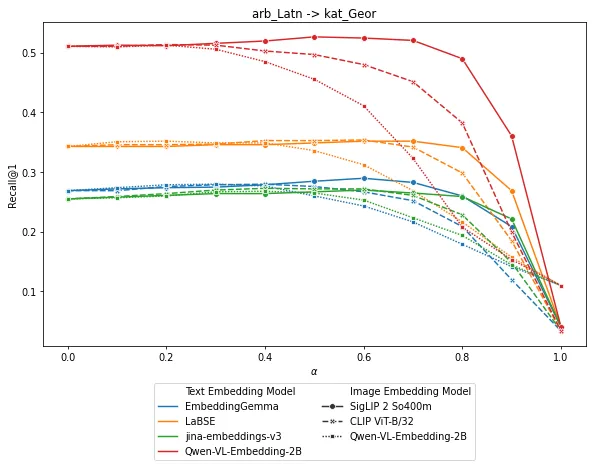 arb_Latn -> kat_Geor
Recall@1
0.5
0.4
0.3
0.2
0.1
0.0 0.2 0.4 0.6 0.8 1.0
α
Text Embedding Model Image Embedding Model
EmbeddingGemma SigLIP 2 So400m
LaBSE CLIP ViT-B/32
jina-embeddings-v3 Qwen-VL-Embedding-2B
Qwen-VL-Embedding-2B